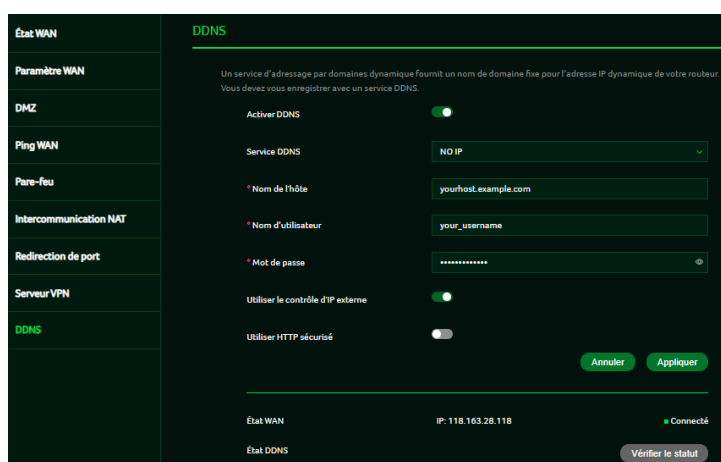 État WAN
Paramètre WAN
DMZ
Ping WAN
Pare-feu
Intercommunication NAT
Redirection de port
Serveur VPN
DDNS
DDNS
Un service d'adressage par domaines dynamique fournit un nom de domaine fixe pour l'adresse IP dynamique de votre routeur.
Vous devez vous enregistrer avec un service DDNS.
Activer DDNS
Service DDNS NO IP
* Nom de l'hôte yourhost.example.com
* Nom d'utilisateur your_username
* Mot de passe •••••••••••••
Utiliser le contrôle d'IP externe
Utiliser HTTP sécurisé
Annuler Appliquer
État WAN IP: 118.163.28.118 Connecté
État DDNS Vérifier le statut